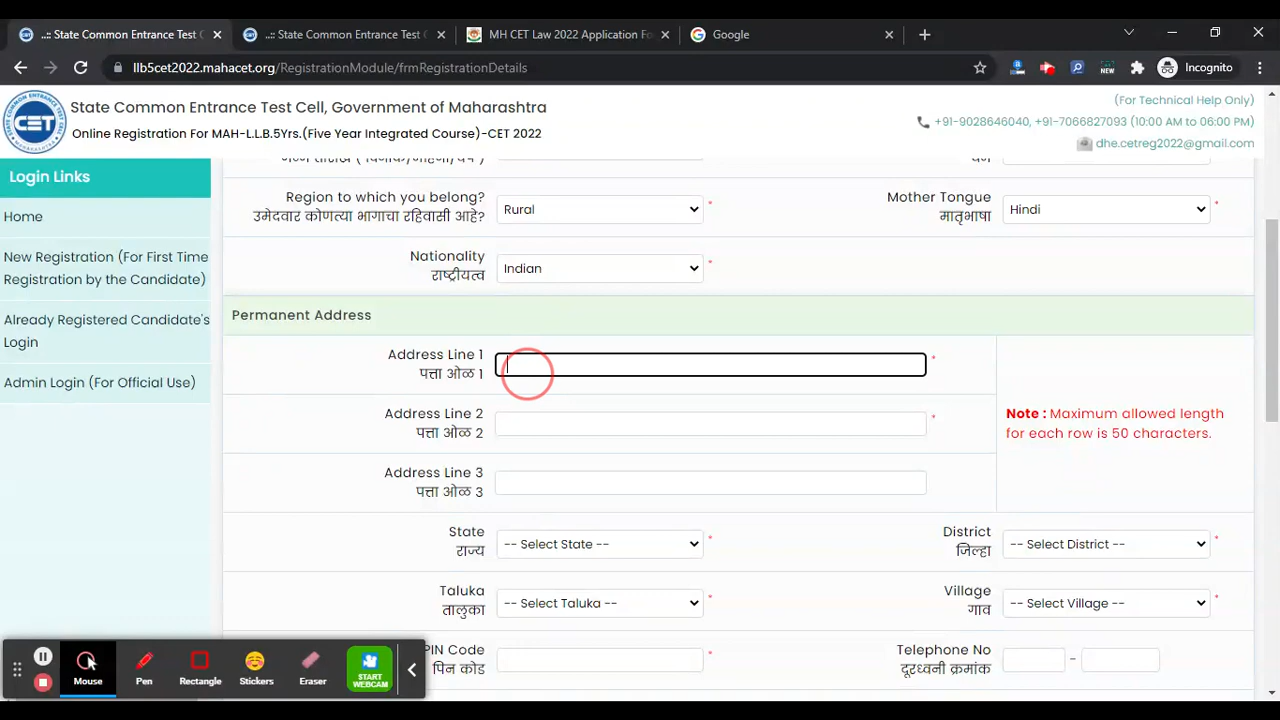 ..:: State Common Entrance Test C
..:: State Common Entrance Test
MH CET Law 2022 Application Fo
Google
llb5cet2022.mahacet.org/RegistrationModule/frmRegistrationDetails
NEW
Incognito
State Common Entrance Test Cell, Government of Maharashtra
Online Registration For MAH-L.L.B.5Yrs.(Five Year Integrated Course)-CET 2022
(For Technical Help Only)
+91-9028646040, +91-7066827093 (10:00 AM to 06:00 PM)
dhe.cetreg2022@gmail.com
CET
Login Links
Home
New Registration (For First Time
Registration by the Candidate)
Already Registered Candidate's
Login
Admin Login (For Official Use)
Region to which you belong?
उमेदवार कोणत्या भागाचा रहिवासी आहे?
Rural
*
Mother Tongue
मातृभाषा
Hindi
*
Nationality
राष्ट्रीयत्व
Indian
*
Permanent Address
Address Line 1
पत्ता ओळ 1
*
Address Line 2
पत्ता ओळ 2
*
Address Line 3
पत्ता ओळ 3
Note : Maximum allowed length
for each row is 50 characters.
State
राज्य
-- Select State --
*
District
जिल्हा
-- Select District --
*
Taluka
तालुका
-- Select Taluka --
*
Village
गाव
-- Select Village --
*
PIN Code
पिन कोड
*
Telephone No
दूरध्वनी क्रमांक
-
Mouse
Pen
Rectangle
Stickers
Eraser
START
WEBCAM